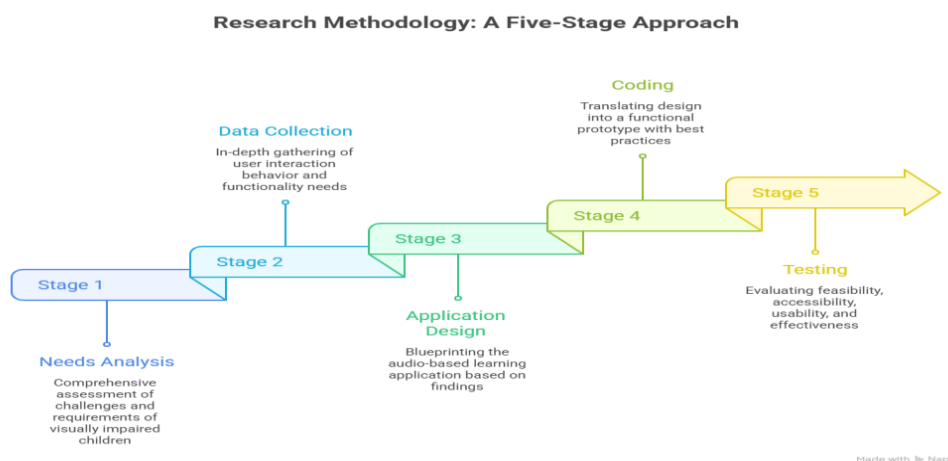 Research Methodology: A Five-Stage Approach
Coding
Translating design
into a functional
prototype with best
practices
Data Collection
In-depth gathering of
user interaction
behavior and
functionality needs
Stage 5
Stage 4
Stage 3
Stage 2
Stage 1
Testing
Evaluating feasibility,
accessibility,
usability, and
effectiveness
Application
Design
Blueprinting the
audio-based learning
application based on
findings
Needs Analysis
Comprehensive
assessment of
challenges and
requirements of
visually impaired
children
Made with